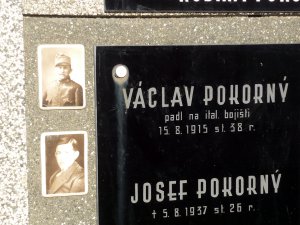 VÁCLAV POKORNÝ
padl na ital. bojišti
15. 8. 1915 st. 38 r.
JOSEF POKORNÝ
† 5. 8. 1937 st. 26 r.